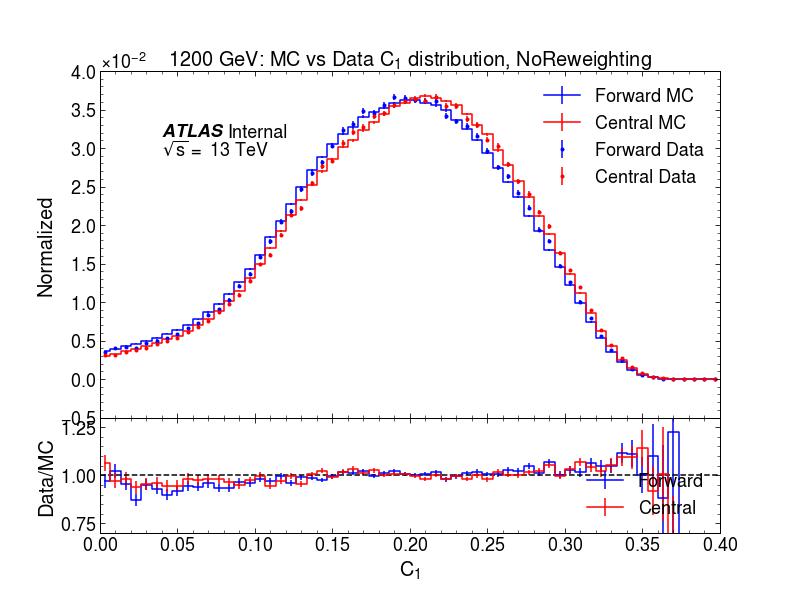 ×10⁻² 1200 GeV: MC vs Data C₁ distribution, NoReweighting
4.0
3.5
3.0
2.5
2.0
1.5
1.0
0.5
0.0
−0.5
Normalized
ATLAS Internal
√s = 13 TeV
Forward MC
Central MC
Forward Data
Central Data
1.25
1.00
0.75
Data/MC
Forward
Central
0.00 0.05 0.10 0.15 0.20 0.25 0.30 0.35 0.40
C₁